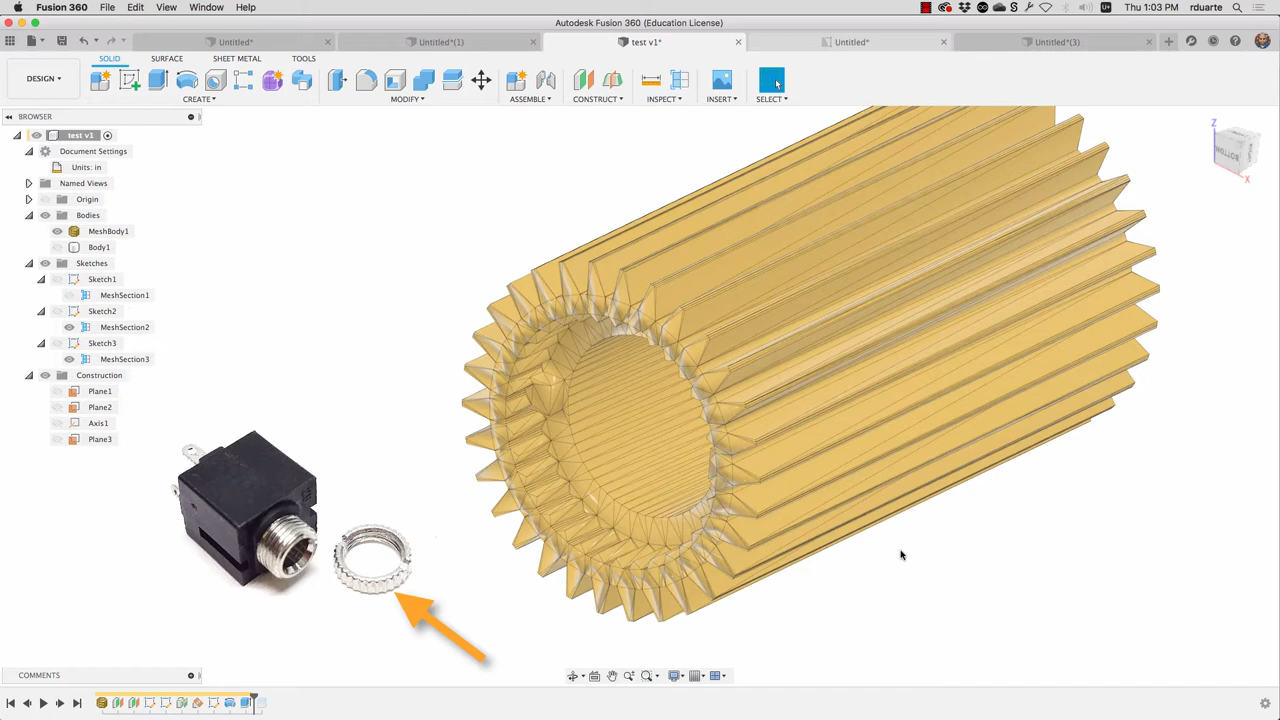 Fusion 360 File Edit View Window Help
Thu 1:03 PM rduarte
Autodesk Fusion 360 (Education License)
Untitled* Untitled*(1) test v1* Untitled* Untitled*(3)
SOLID SURFACE SHEET METAL TOOLS
DESIGN
CREATE MODIFY ASSEMBLE CONSTRUCT INSPECT INSERT SELECT
BROWSER
test v1
Document Settings
Units: in
Named Views
Origin
Bodies
MeshBody1
Body1
Sketches
Sketch1
MeshSection1
Sketch2
MeshSection2
Sketch3
MeshSection3
Construction
Plane1
Plane2
Axis1
Plane3
Z
BOTTOM
X
COMMENTS